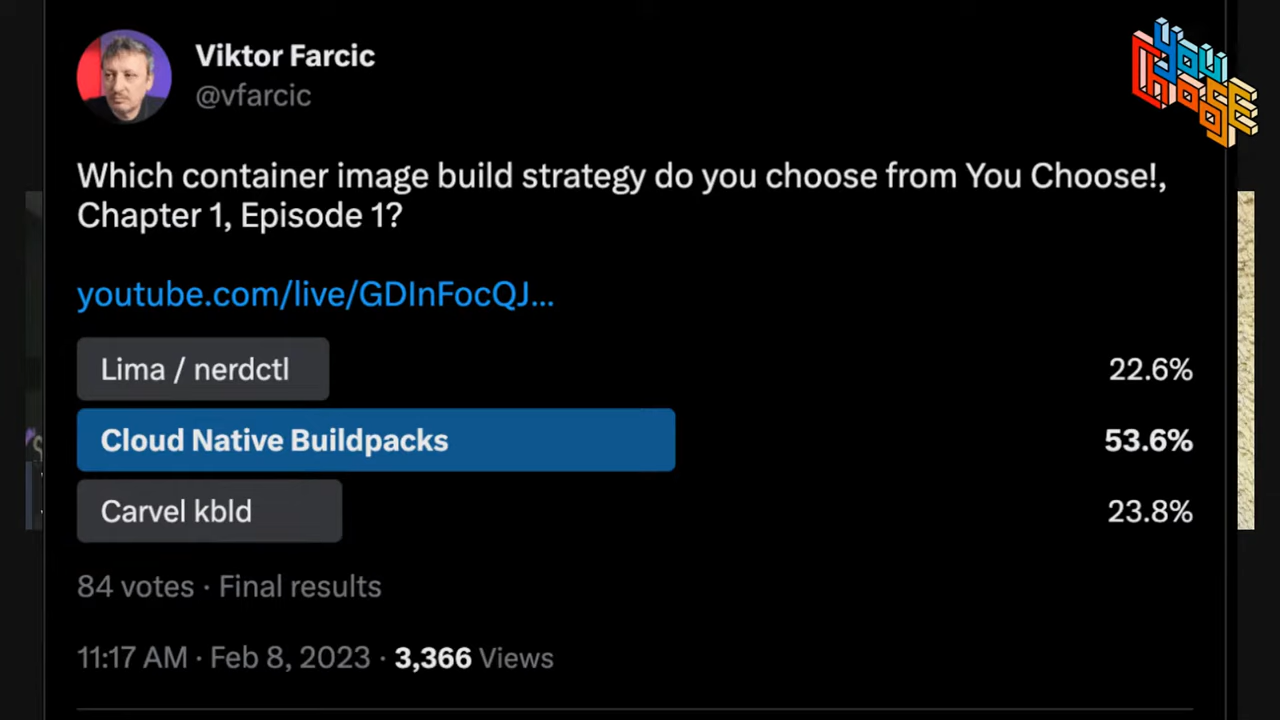 Viktor Farcic
@vfarcic
YOU CHOOSE
Which container image build strategy do you choose from You Choose!,
Chapter 1, Episode 1?
youtube.com/live/GDInFocQJ...
Lima / nerdctl 22.6%
Cloud Native Buildpacks 53.6%
Carvel kbld 23.8%
84 votes · Final results
11:17 AM · Feb 8, 2023 · 3,366 Views